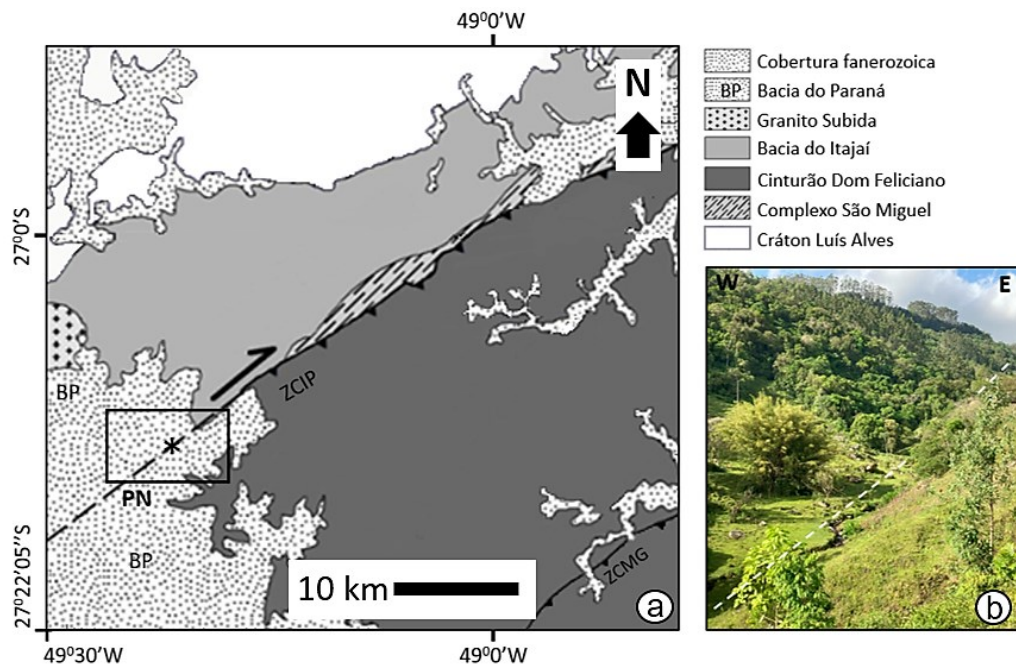 49⁰0’W
N
27⁰0’S
27⁰22’05’’S
BP
ZCIP
PN
BP
10 km
ZCMG
a
49⁰30’W
49⁰0’W
Cobertura fanerozoica
BP Bacia do Paraná
Granito Subida
Bacia do Itajaí
Cinturão Dom Feliciano
Complexo São Miguel
Cráton Luís Alves
W
E
b